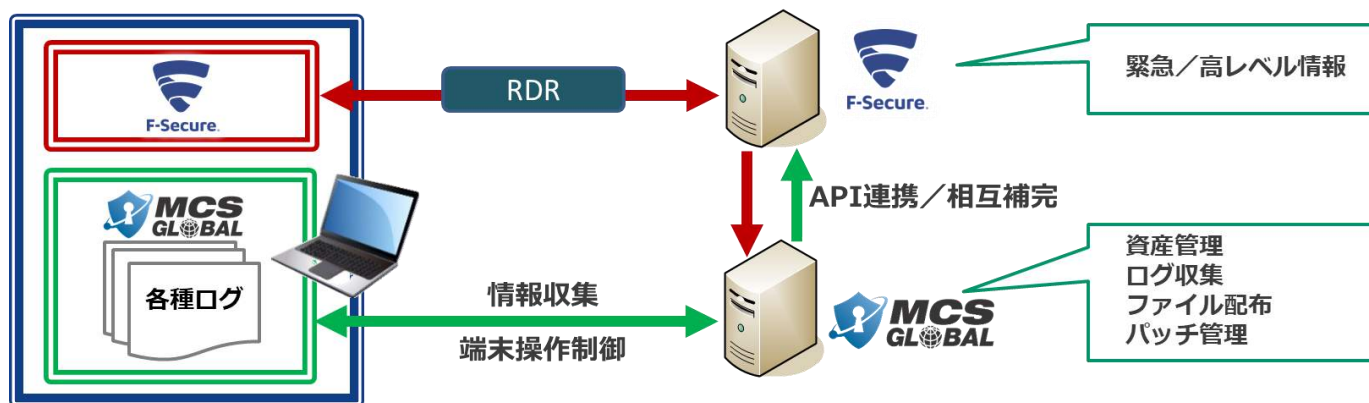 F-Secure.
RDR
F-Secure.
緊急／高レベル情報
MCS
GLOBAL
各種ログ
API連携／相互補完
情報収集
端末操作制御
MCS
GLOBAL
資産管理
ログ収集
ファイル配布
パッチ管理